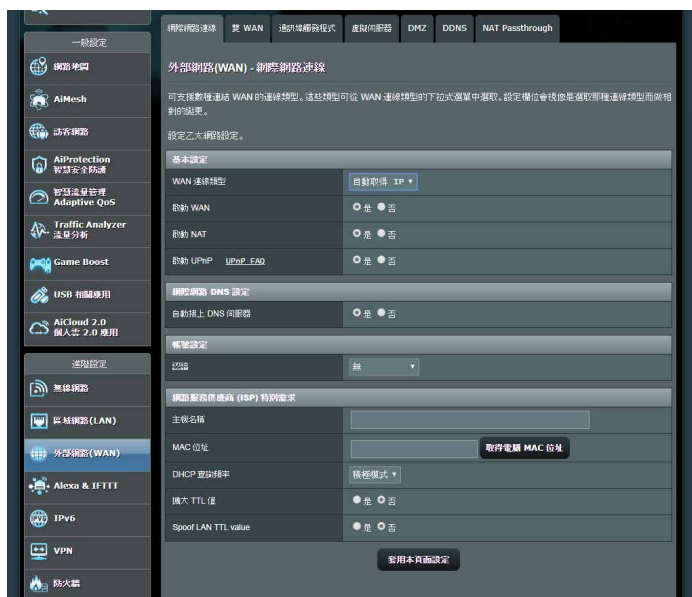 一般設定
網路地圖
AiMesh
訪客網路
AiProtection
智慧安全防護
智慧流量管理
Adaptive QoS
Traffic Analyzer
流量分析
Game Boost
USB 相關應用
AiCloud 2.0
個人雲 2.0 應用
進階設定
無線網路
區域網路(LAN)
外部網路(WAN)
Alexa & IFTTT
IPv6
VPN
防火牆
網際網路連線
雙 WAN
通訊埠觸發程式
虛擬伺服器
DMZ
DDNS
NAT Passthrough
外部網路(WAN) - 網際網路連線
可支援數種連結 WAN 的連線類型。這些類型可從 WAN 連線類型的下拉式選單中選取。設定欄位會視您是選取那種連線類型而做相
對的變更。
設定乙太網路設定。
基本設定
WAN 連線類型 自動取得 IP
啟動 WAN 是 否
啟動 NAT 是 否
啟動 UPnP UPnP FAQ 是 否
網際網路 DNS 設定
自動接上 DNS 伺服器 是 否
帳號設定
認證 無
網路服務供應商 (ISP) 特別需求
主機名稱
MAC 位址 取得電腦 MAC 位址
DHCP 查詢頻率 積極模式
擴大 TTL 值 是 否
Spoof LAN TTL value 是 否
套用本頁面設定